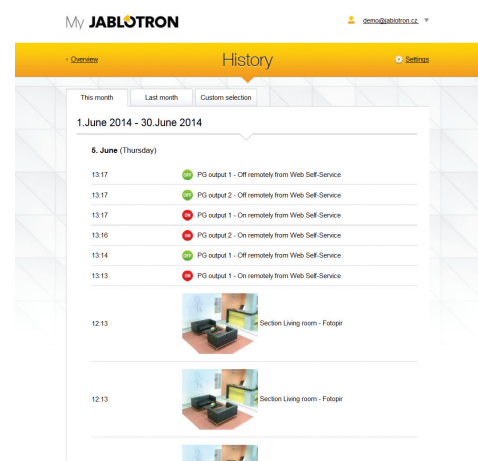 My JABLOTRON
demo@jablotron.cz
Overview
History
Settings
This month
Last month
Custom selection
1.June 2014 - 30.June 2014
5. June (Thursday)
13:17 OFF PG output 1 - Off remotely from Web Self-Service
13:17 OFF PG output 2 - Off remotely from Web Self-Service
13:17 ON PG output 1 - On remotely from Web Self-Service
13:16 ON PG output 2 - On remotely from Web Self-Service
13:14 OFF PG output 1 - Off remotely from Web Self-Service
13:13 ON PG output 1 - On remotely from Web Self-Service
12:13 Section Living room - Fotopir
12:13 Section Living room - Fotopir